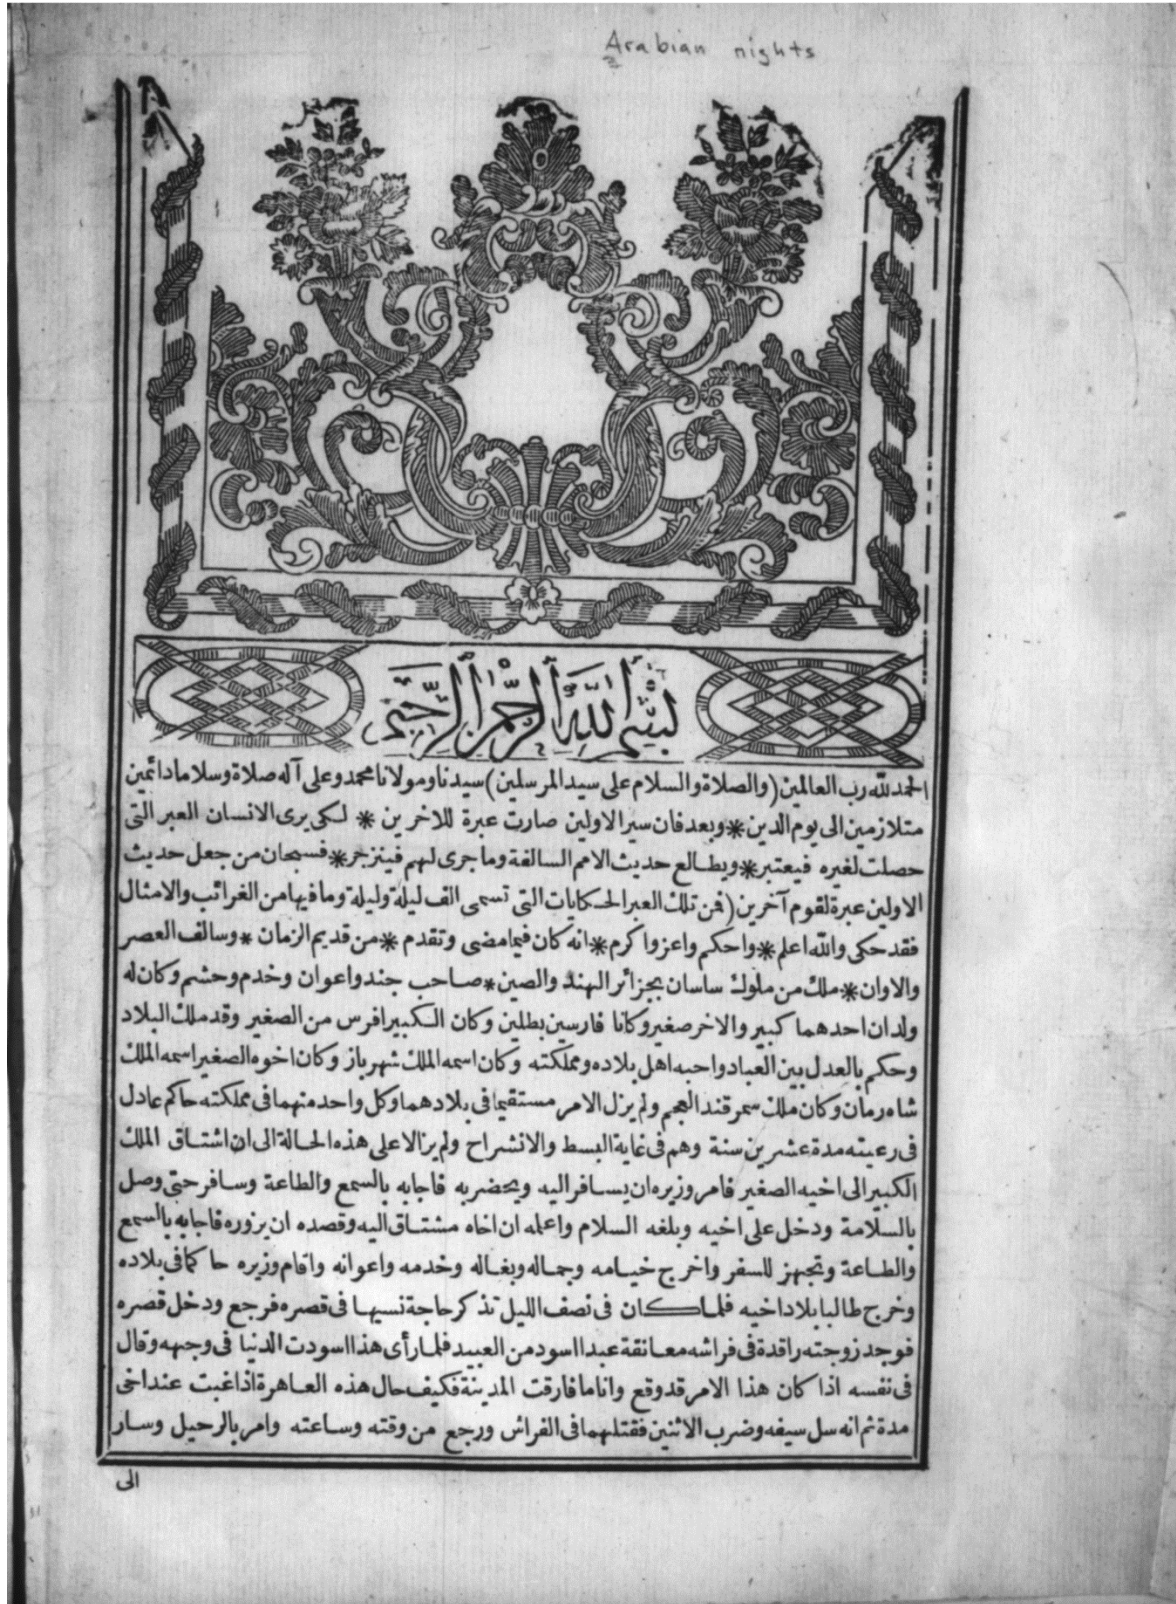 Arabian nights
بسم الله الرحمن الرحيم
الحمد لله رب العالمين (والصلاة والسلام على سيد المرسلين) سيدنا ومولانا محمد وعلى آله صلاة وسلاما دائمين
متلازمين الى يوم الدين * وبعد فان سير الاولين صارت عبرة للاخرين * لكى يرى الانسان العبر التى
حصلت لغيره فيعتبر * ويطالع حديث الامم السالفة وما جرى لهم فينزجر * فسبحان من جعل حديث
الاولين عبرة لقوم آخرين (فمن تلك العبر الحكايات التى تسمى الف ليلة وليلة وما فيها من الغرائب والامثال
فقد حكى والله اعلم * واحكم واعز واكرم * انه كان فيما مضى وتقدم * من قديم الزمان * وسالف العصر
والاوان * ملك من ملوك ساسان بجزائر الهند والصين * صاحب جند واعوان وخدم وحشم وكان له
ولدان احدهما كبير والاخر صغير وكانا فارسين بطلين وكان الكبير افرس من الصغير وقد ملك البلاد
وحكم بالعدل بين العباد واحبه اهل بلاده ومملكته وكان اسمه الملك شهرباز وكان اخوه الصغير اسمه الملك
شاه رمان وكان ملك سمرقند العجم ولم يزل الامر مستقيما فى بلادهما وكل واحد منهما فى مملكته حاكم عادل
فى رعيته مدة عشرين سنة وهم فى غاية البسط والانشراح ولم يزالا على هذه الحالة الى ان اشتاق الملك
الكبير الى اخيه الصغير فامر وزيره ان يسافر اليه ويحضر به فاجابه بالسمع والطاعة وسافر حتى وصل
بالسلامة ودخل على اخيه وبلغه السلام واعلمه ان اخاه مشتاق اليه وقصده ان يزوره فاجابه بالسمع
والطاعة وتجهز للسفر واخرج خيامه وجماله وبغاله وخدمه واعوانه واقام وزيره حاكما فى بلاده
وخرج طالبا بلاد اخيه فلما كان فى نصف الليل تذكر حاجة نسيها فى قصره فرجع ودخل قصره
فوجد زوجته راقدة فى فراشه معانقة عبدا اسود من العبيد فلما رأى هذا اسودت الدنيا فى وجهه وقال
فى نفسه اذا كان هذا الامر قد وقع وانا ما فارقت المدينة فكيف حال هذه العاهرة اذا غبت عند اخى
مدة ثم انه سل سيفه وضرب الاثنين فقتلهما فى الفراش ورجع من وقته وساعته وامر بالرحيل وسار
الى